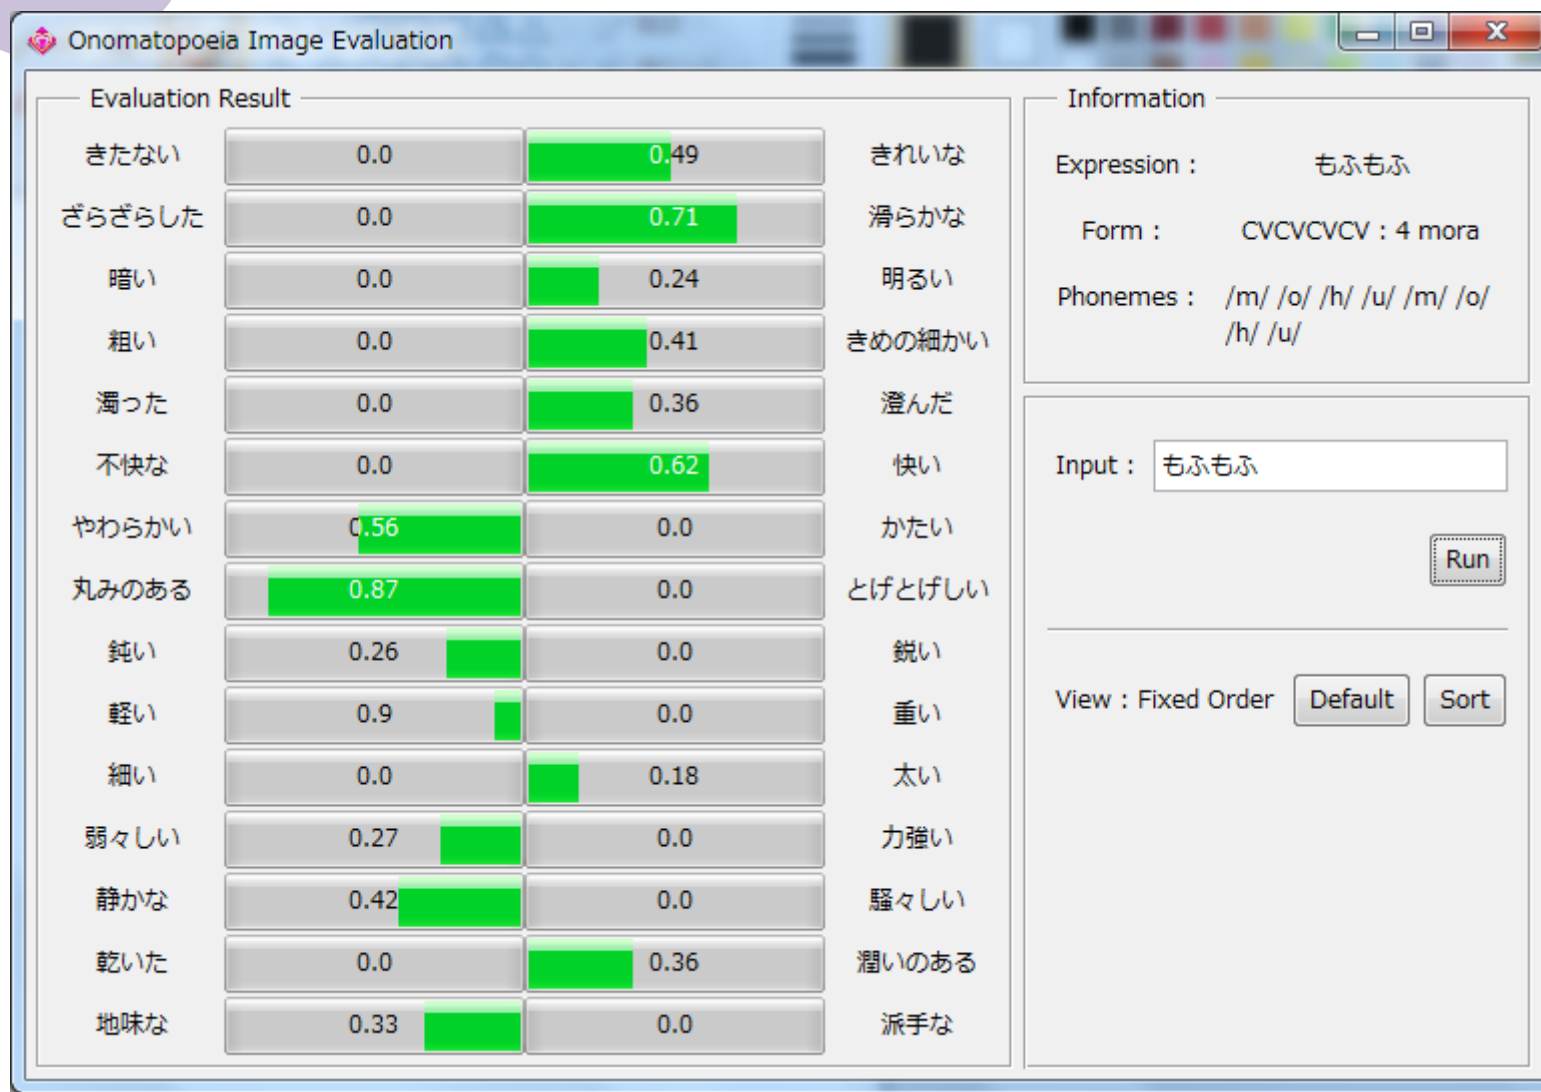 Onomatopoeia Image Evaluation
Evaluation Result
きたない 0.0 0.49 きれいな
ざらざらした 0.0 0.71 滑らかな
暗い 0.0 0.24 明るい
粗い 0.0 0.41 きめの細かい
濁った 0.0 0.36 澄んだ
不快な 0.0 0.62 快い
やわらかい 0.56 0.0 かたい
丸みのある 0.87 0.0 とげとげしい
鈍い 0.26 0.0 鋭い
軽い 0.9 0.0 重い
細い 0.0 0.18 太い
弱々しい 0.27 0.0 力強い
静かな 0.42 0.0 騒々しい
乾いた 0.0 0.36 潤いのある
地味な 0.33 0.0 派手な
Information
Expression : もふもふ
Form : CVCVCVCV : 4 mora
Phonemes : /m/ /o/ /h/ /u/ /m/ /o/
/h/ /u/
Input : もふもふ
Run
View : Fixed Order Default Sort